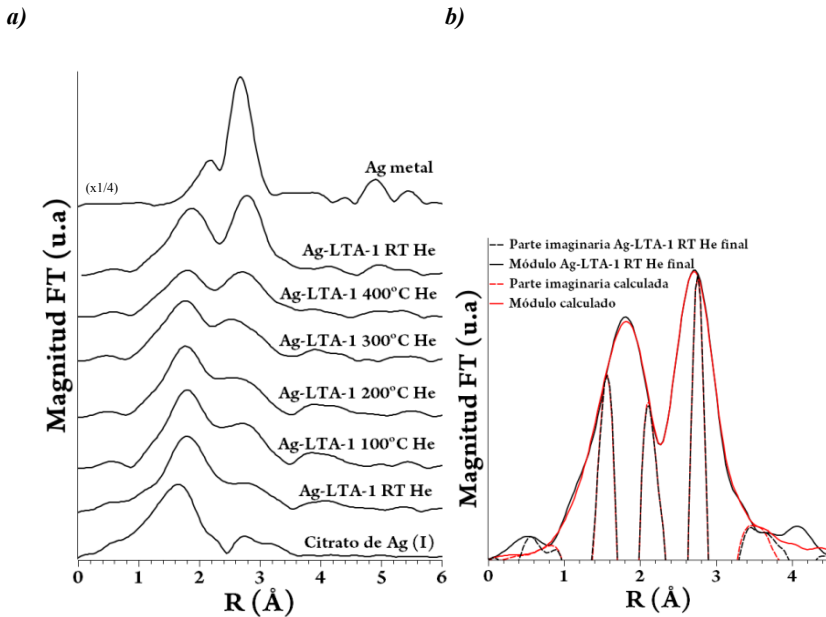 a)
b)
Magnitud FT (u.a)
(x1/4)
Ag metal
Ag-LTA-1 RT He
Ag-LTA-1 400ºC He
Ag-LTA-1 300ºC He
Ag-LTA-1 200ºC He
Ag-LTA-1 100ºC He
Ag-LTA-1 RT He
Citrato de Ag (I)
0 1 2 3 4 5 6
R (Å)
Magnitud FT (u.a)
Parte imaginaria Ag-LTA-1 RT He final
Módulo Ag-LTA-1 RT He final
Parte imaginaria calculada
Módulo calculado
0 1 2 3 4
R (Å)